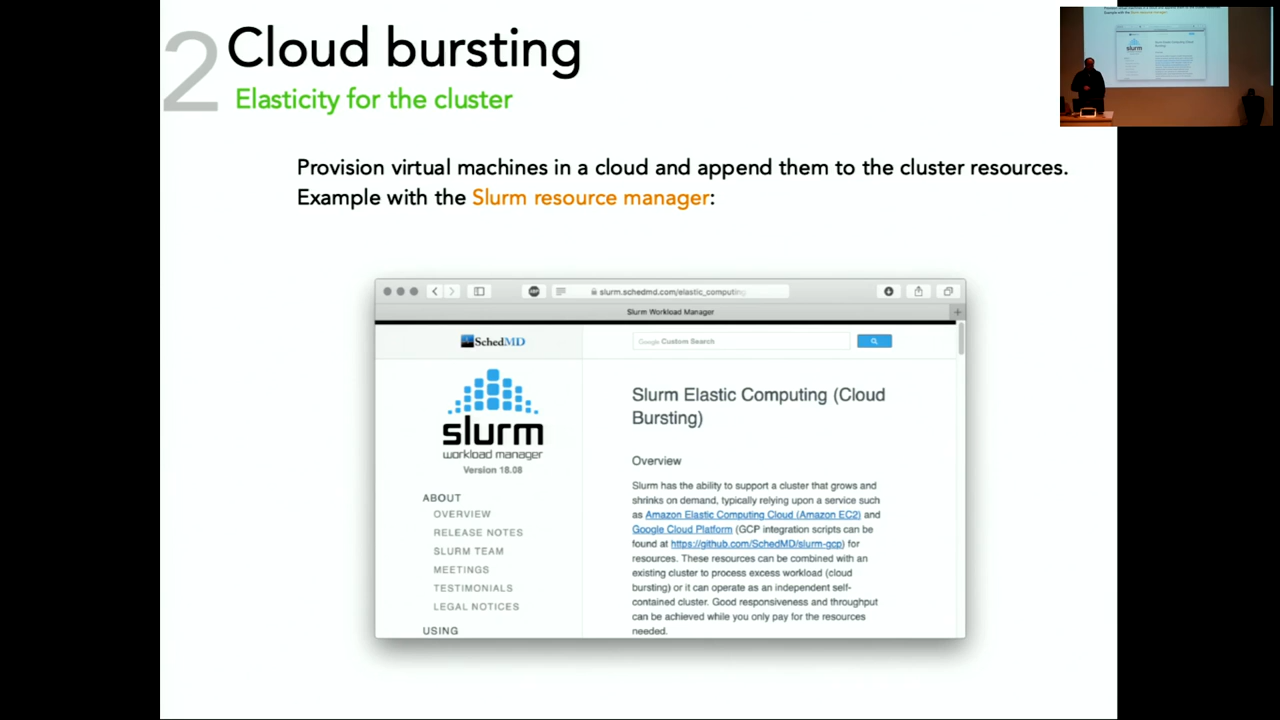 2
Cloud bursting
Elasticity for the cluster
Provision virtual machines in a cloud and append them to the cluster resources.
Example with the Slurm resource manager:
slurm.schedmd.com/elastic_computing
Slurm Workload Manager
SchedMD
Google Custom Search
slurm
workload manager
Version 18.08
ABOUT
OVERVIEW
RELEASE NOTES
SLURM TEAM
MEETINGS
TESTIMONIALS
LEGAL NOTICES
USING
Slurm Elastic Computing (Cloud
Bursting)
Overview
Slurm has the ability to support a cluster that grows and
shrinks on demand, typically relying upon a service such
as Amazon Elastic Computing Cloud (Amazon EC2) and
Google Cloud Platform (GCP integration scripts can be
found at https://github.com/SchedMD/slurm-gcp) for
resources. These resources can be combined with an
existing cluster to process excess workload (cloud
bursting) or it can operate as an independent self-
contained cluster. Good responsiveness and throughput
can be achieved while you only pay for the resources
needed.